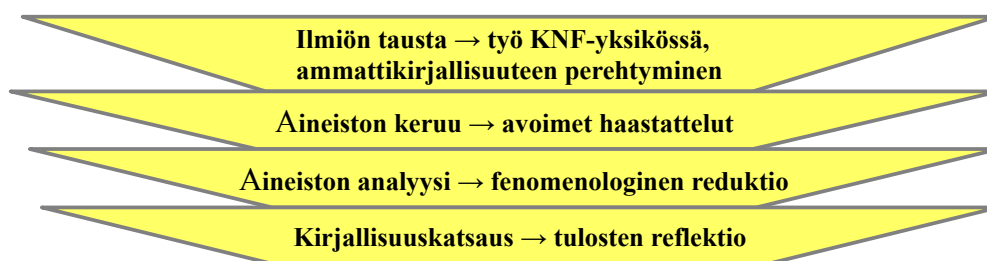 Ilmiön tausta → työ KNF-yksikössä,
ammattikirjallisuuteen perehtyminen
Aineiston keruu → avoimet haastattelut
Aineiston analyysi → fenomenologinen reduktio
Kirjallisuuskatsaus → tulosten reflektio